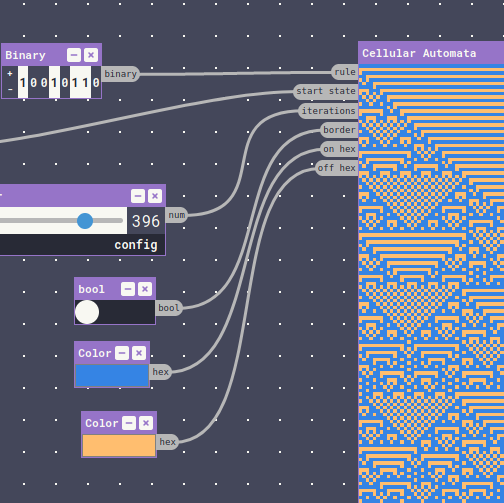 Binary
+ 10010110
-
binary
Cellular Automata
rule
start state
iterations
border
on hex
off hex
396
num
config
bool
bool
Color
hex
Color
hex